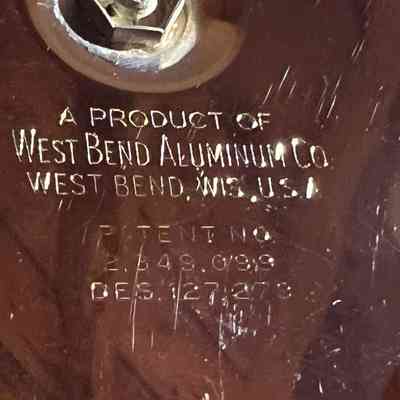 A PRODUCT OF
WEST BEND ALUMINUM CO.
WEST BEND, WIS., U.S.A.
PATENT NO.
DES.